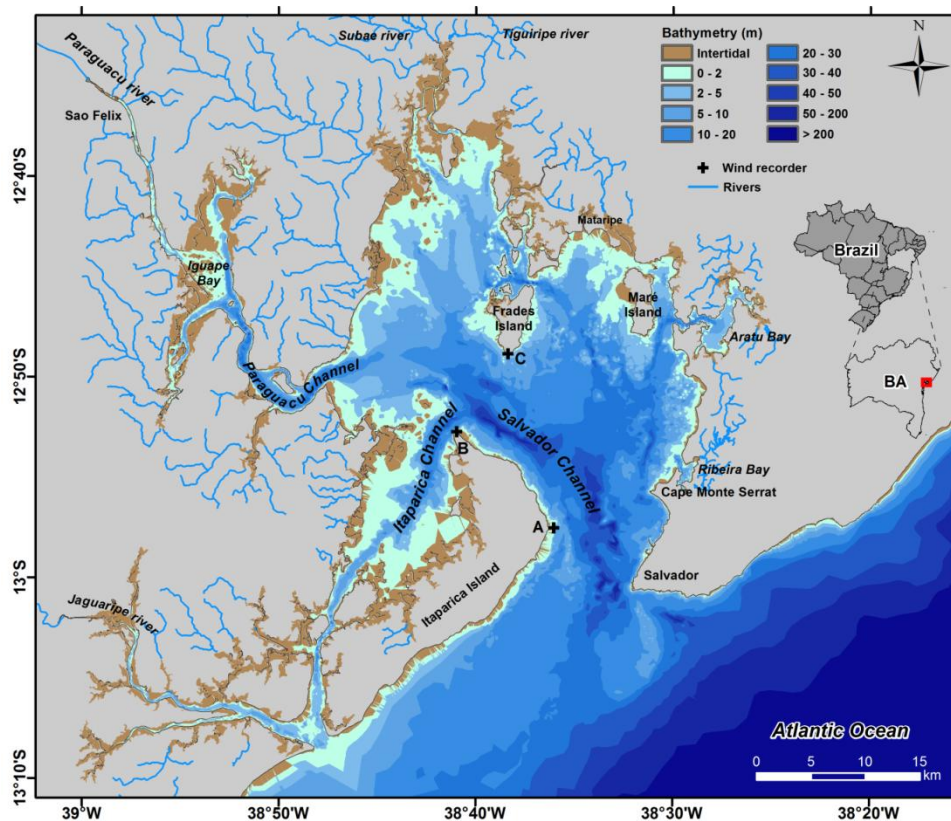 Subae river
Tiguiripe river
Paraguacu river
Sao Felix
Bathymetry (m)
Intertidal
0 - 2
2 - 5
5 - 10
10 - 20
20 - 30
30 - 40
40 - 50
50 - 200
> 200
Wind recorder
Rivers
N
12°40'S
12°50'S
13°S
13°10'S
Mataripe
Iguape
Bay
Frades
Island
Maré
Island
Aratu Bay
C
Paraguacu Channel
Itaparica Channel
Salvador Channel
B
A
Ribeira Bay
Cape Monte Serrat
Salvador
Itaparica Island
Jaguaripe river
Brazil
BA
Atlantic Ocean
0 5 10 15
km
39°W
38°50'W
38°40'W
38°30'W
38°20'W